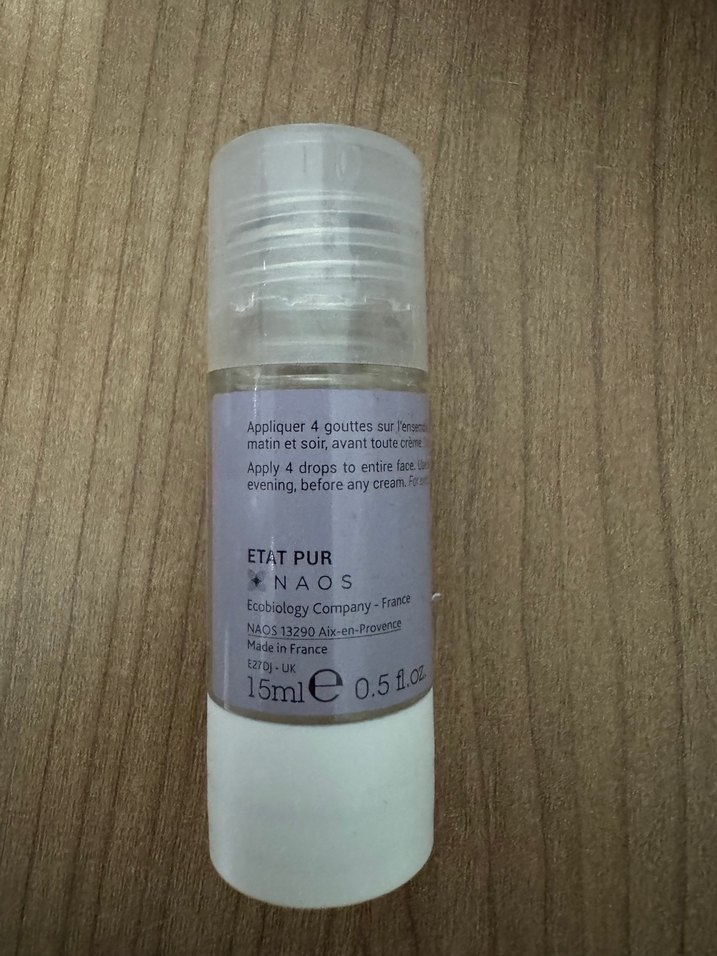 Appliquer 4 gouttes sur l'ensem
matin et soir, avant toute crème.
Apply 4 drops to entire face.
evening, before any cream. For
ETAT PUR
NAOS
Ecobiology Company - France
NAOS 13290 Aix-en-Provence
Made in France
E27DJ - UK
15ml e 0.5 fl.oz.